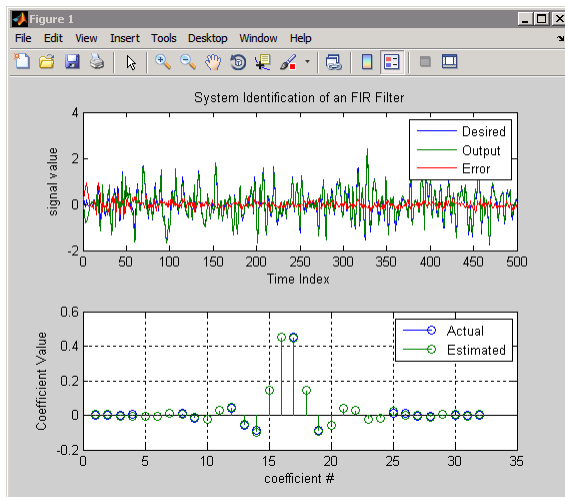 Figure 1
File Edit View Insert Tools Desktop Window Help
System Identification of an FIR Filter
4
2
0
-2
signal value
Desired
Output
Error
0 50 100 150 200 250 300 350 400 450 500
Time Index
0.6
0.4
0.2
0
-0.2
Coefficient Value
Actual
Estimated
0 5 10 15 20 25 30 35
coefficient #